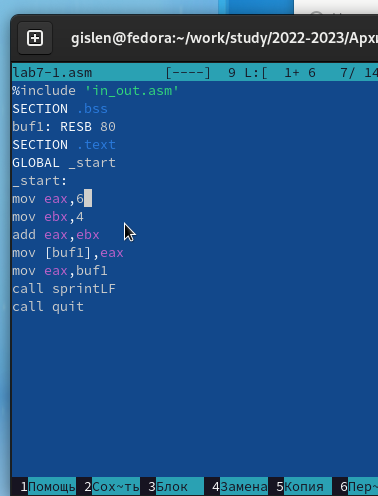 gislen@fedora:~/work/study/2022-2023/Архи
lab7-1.asm [----] 9 L:[ 1+ 6 7/ 14
%include 'in_out.asm'
SECTION .bss
buf1: RESB 80
SECTION .text
GLOBAL _start
_start:
mov eax,6
mov ebx,4
add eax,ebx
mov [buf1],eax
mov eax,buf1
call sprintLF
call quit
1Помощь 2Сох~ть 3Блок 4Замена 5Копия 6Пер~